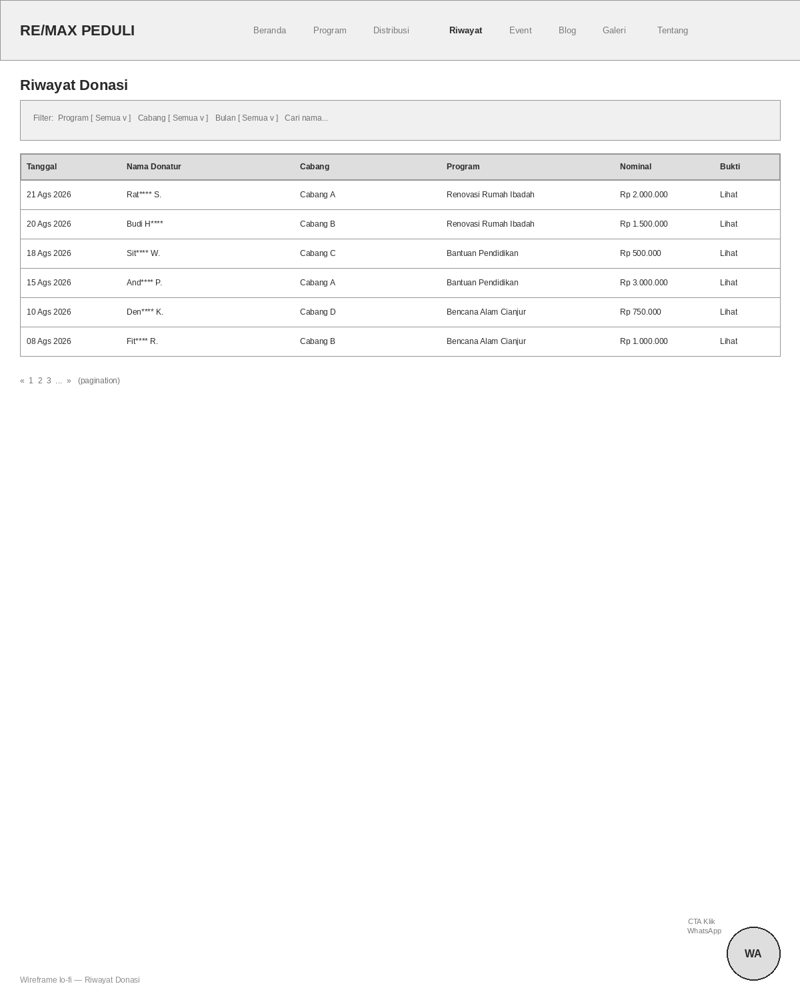 RE/MAX PEDULI Beranda Program Distribusi Riwayat Event Blog Galeri Tentang
Riwayat Donasi
Filter: Program [ Semua v ] Cabang [ Semua v ] Bulan [ Semua v ] Cari nama...
Tanggal Nama Donatur Cabang Program Nominal Bukti
21 Ags 2026 Rat**** S. Cabang A Renovasi Rumah Ibadah Rp 2.000.000 Lihat
20 Ags 2026 Budi H**** Cabang B Renovasi Rumah Ibadah Rp 1.500.000 Lihat
18 Ags 2026 Sit**** W. Cabang C Bantuan Pendidikan Rp 500.000 Lihat
15 Ags 2026 And**** P. Cabang A Bantuan Pendidikan Rp 3.000.000 Lihat
10 Ags 2026 Den**** K. Cabang D Bencana Alam Cianjur Rp 750.000 Lihat
08 Ags 2026 Fit**** R. Cabang B Bencana Alam Cianjur Rp 1.000.000 Lihat
« 1 2 3 ... » (pagination)
CTA Klik
WhatsApp
WA
Wireframe lo-fi — Riwayat Donasi